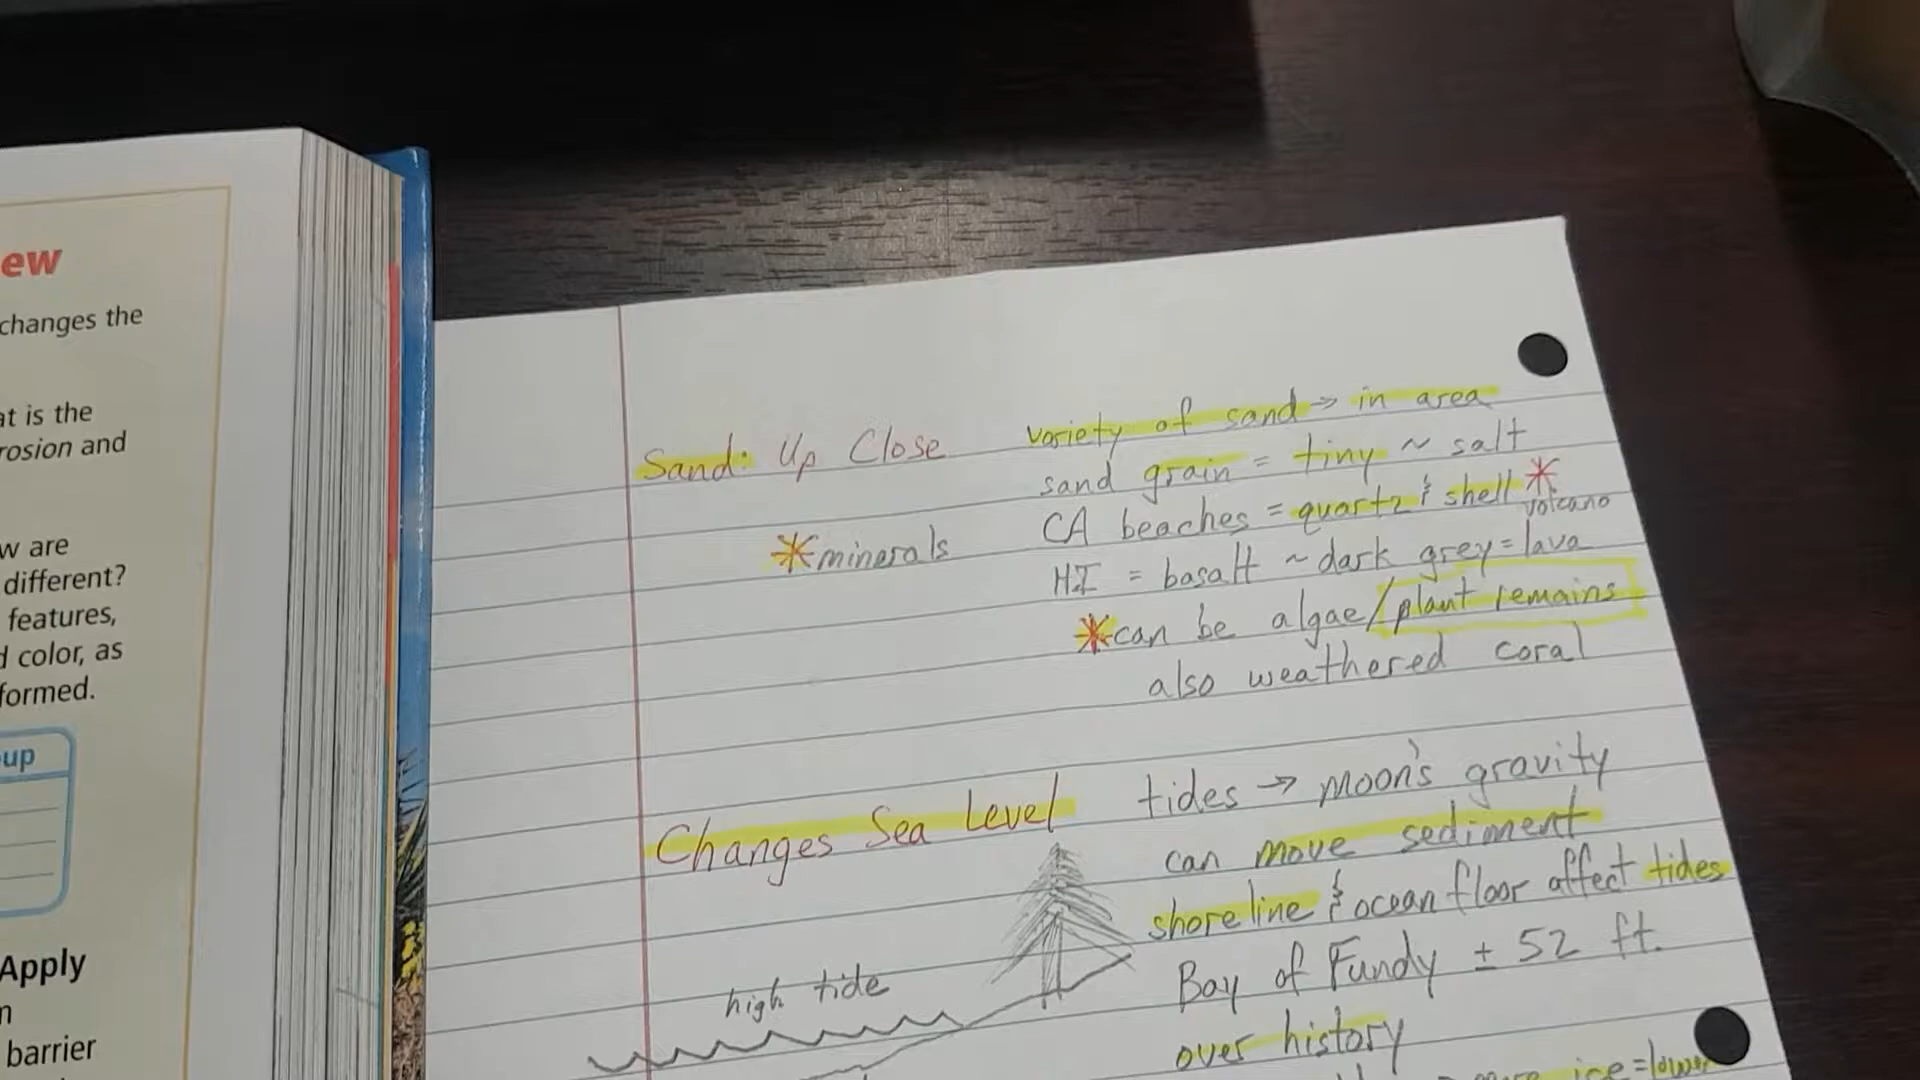 ew
changes the
at is the
rosion and
w are
different?
features,
d color, as
formed.
up
Apply
n
barrier
Sand: Up Close
*minerals
variety of sand → in area
sand grain = tiny ~ salt
CA beaches = quartz & shell *
volcano
HI = basalt ~ dark grey = lava
*can be algae/plant remains
also weathered coral
Changes Sea Level
high tide
tides → moon's gravity
can move sediment
shoreline & ocean floor affect tides
Bay of Fundy ± 52 ft.
over history
ice = lower